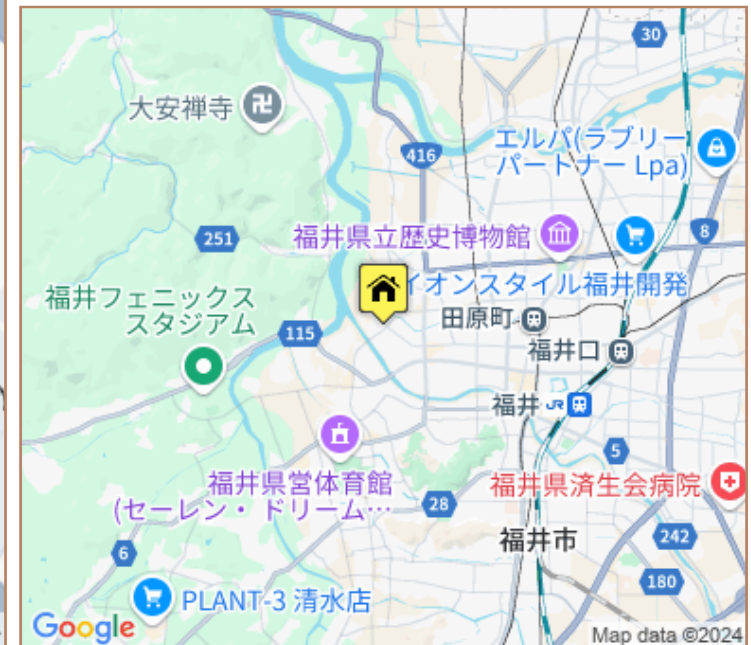 30
大安禅寺
416
エルパ(ラブリー
パートナー Lpa)
8
251
福井県立歴史博物館
イオンスタイル福井開発
福井フェニックス
スタジアム
115
田原町
福井口
福井 JR
5
福井県営体育館
(セーレン・ドリーム…
福井県済生会病院
28
福井市
242
6
180
PLANT-3 清水店
Google
Map data ©2024